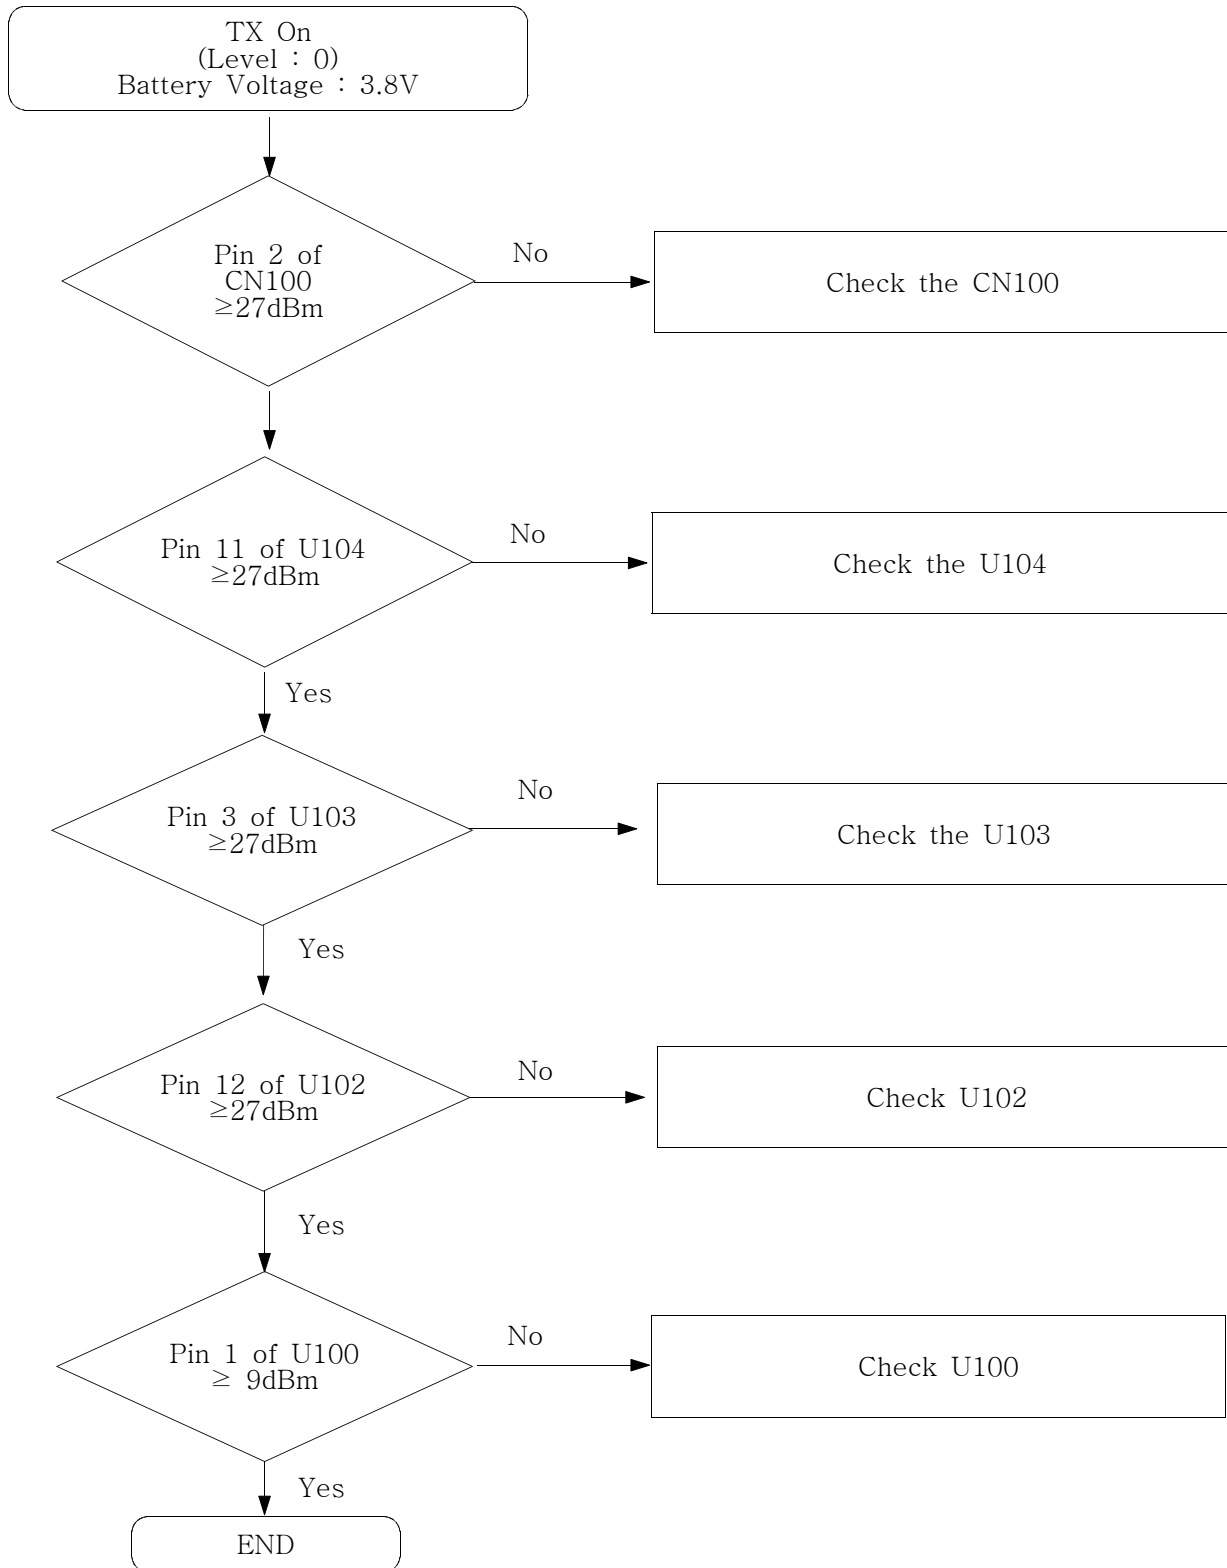 TX On
(Level : 0)
Battery Voltage : 3.8V
Pin 2 of
CN100
≥27dBm
No
Check the CN100
Pin 11 of U104
≥27dBm
No
Check the U104
Yes
Pin 3 of U103
≥27dBm
No
Check the U103
Yes
Pin 12 of U102
≥27dBm
No
Check U102
Yes
Pin 1 of U100
≥ 9dBm
No
Check U100
Yes
END